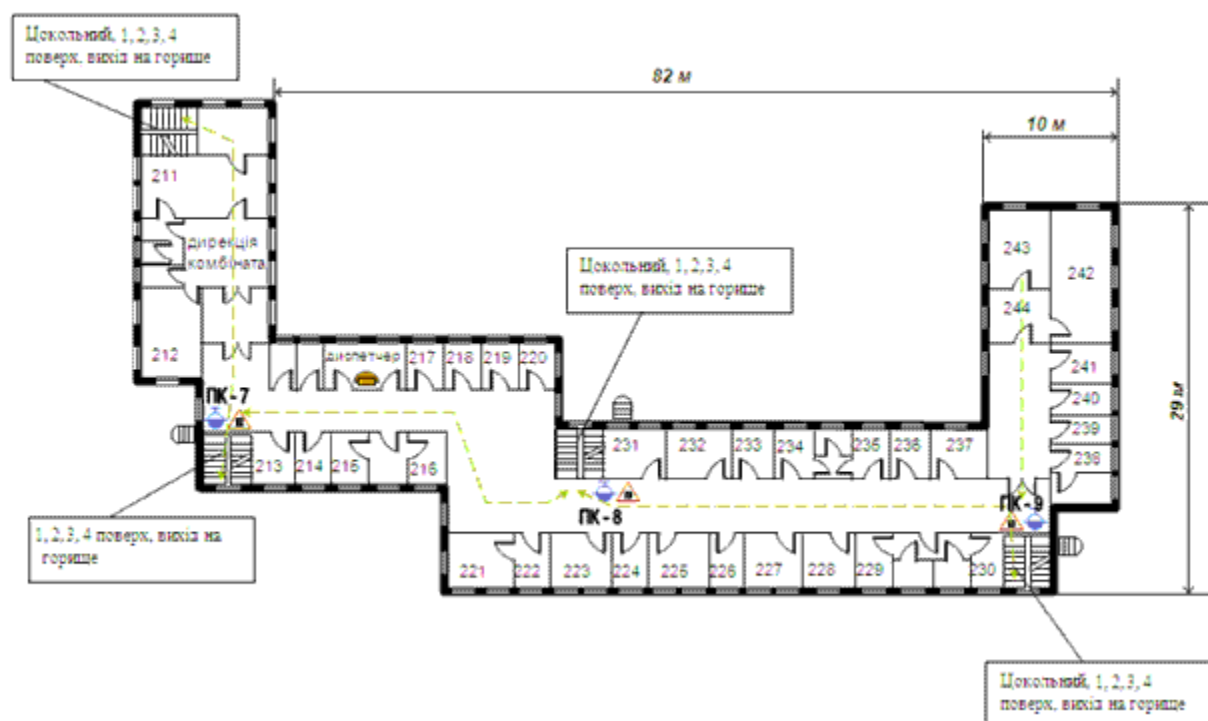 Цокольний, 1, 2, 3, 4
поверх, вихід на горище
82 м
10 м
211
дирекція
комбіната
243
242
Цокольний, 1, 2, 3, 4
поверх, вихід на горище
244
212
диспетчер
217
218
219
220
241
ПК-7
240
29 м
239
231
232
233
234
235
236
237
238
213
214
215
216
ПК-8
ПК-9
1, 2, 3, 4 поверх, вихід на
горище
221
222
223
224
225
226
227
228
229
230
Цокольний, 1, 2, 3, 4
поверх, вихід на горище